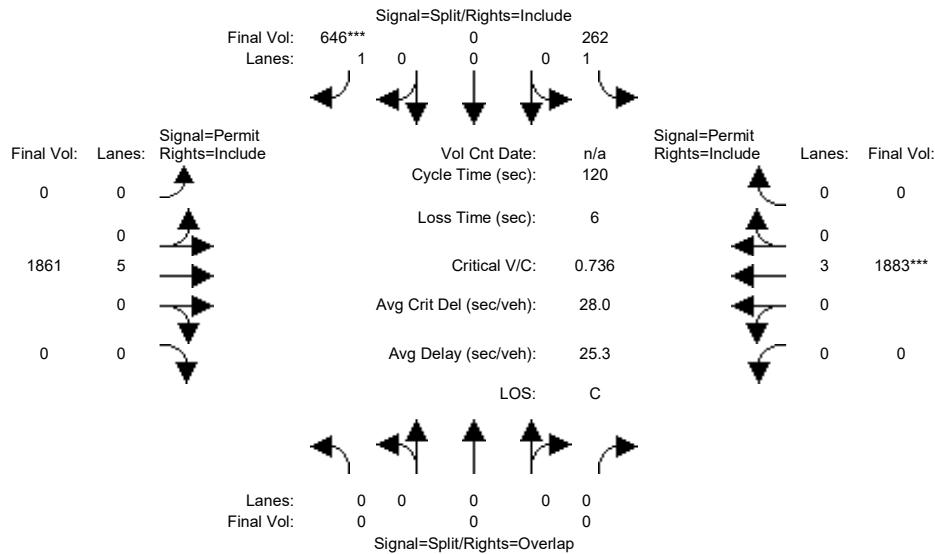 Signal=Split/Rights=Include
Final Vol: 646*** 0 262
Lanes: 1 0 0 0 1
Signal=Permit
Final Vol: Lanes: Rights=Include
Vol Cnt Date: n/a
Signal=Permit
Rights=Include Lanes: Final Vol:
Cycle Time (sec): 120
0 0
0 0
Loss Time (sec): 6
0
0
1861 5
Critical V/C: 0.736
3 1883***
0
Avg Crit Del (sec/veh): 28.0
0
0 0
Avg Delay (sec/veh): 25.3
0 0
LOS: C
Lanes: 0 0 0 0 0
Final Vol: 0 0 0
Signal=Split/Rights=Overlap